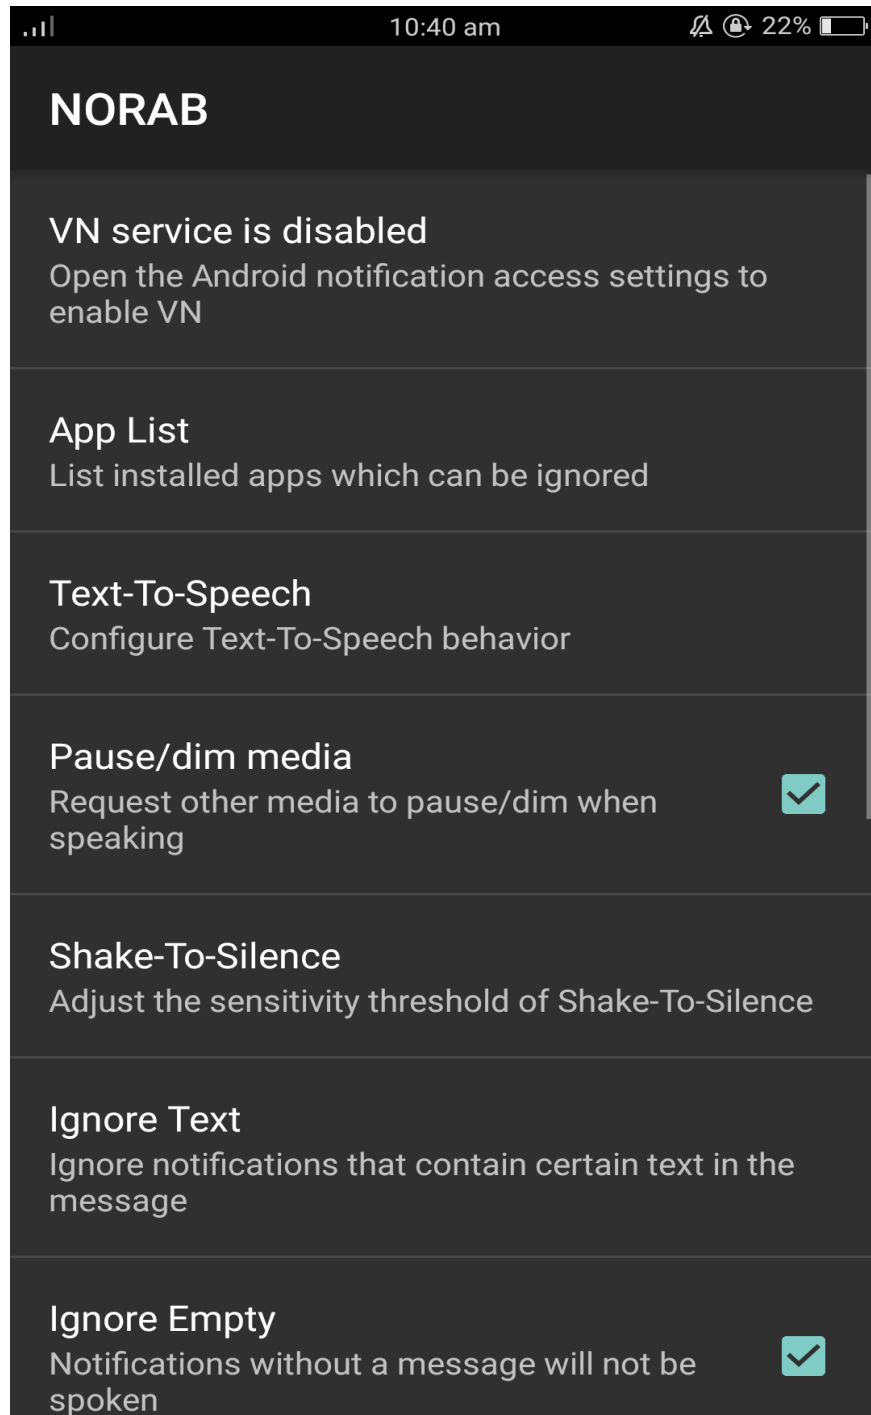 10:40 am 22%
NORAB
VN service is disabled
Open the Android notification access settings to
enable VN
App List
List installed apps which can be ignored
Text-To-Speech
Configure Text-To-Speech behavior
Pause/dim media
Request other media to pause/dim when
speaking
Shake-To-Silence
Adjust the sensitivity threshold of Shake-To-Silence
Ignore Text
Ignore notifications that contain certain text in the
message
Ignore Empty
Notifications without a message will not be
spoken